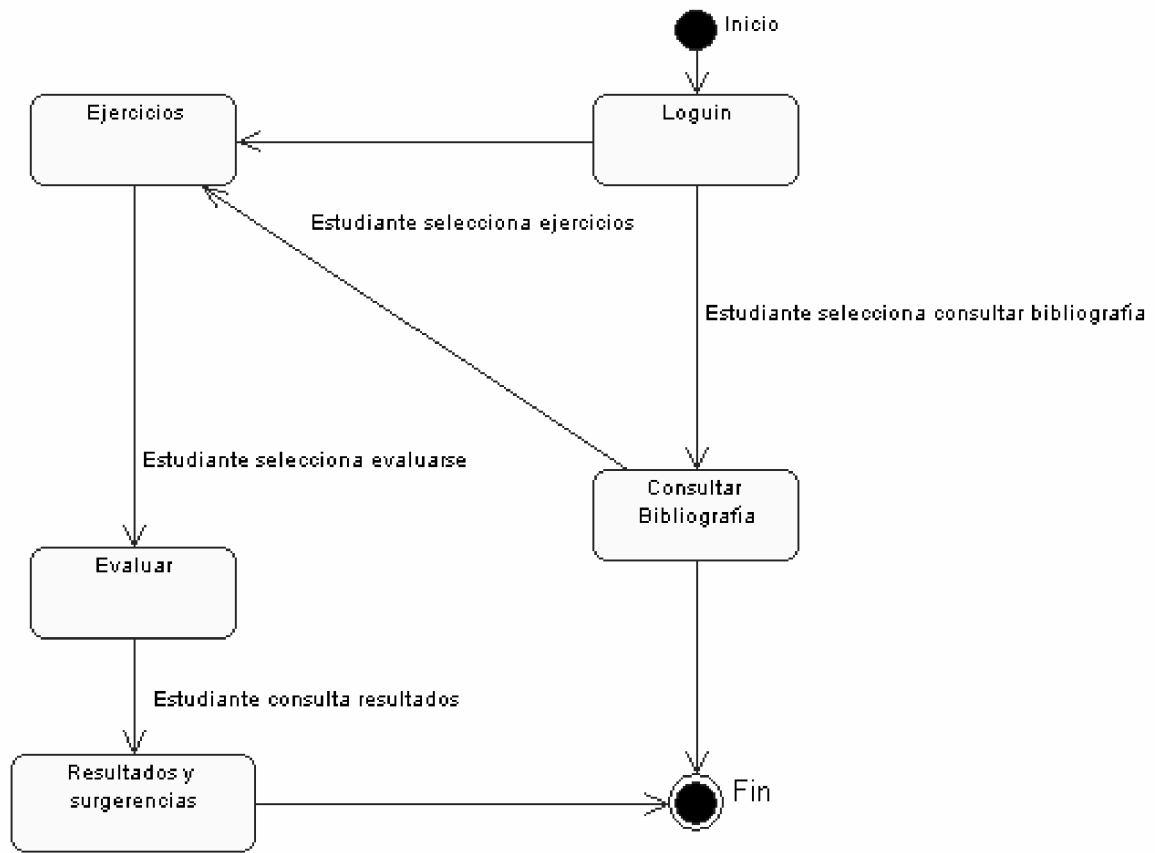 Inicio
Ejercicios
Loguin
Estudiante selecciona ejercicios
Estudiante selecciona consultar bibliografía
Estudiante selecciona evaluarse
Consultar
Bibliografía
Evaluar
Estudiante consulta resultados
Resultados y
surgerencias
Fin